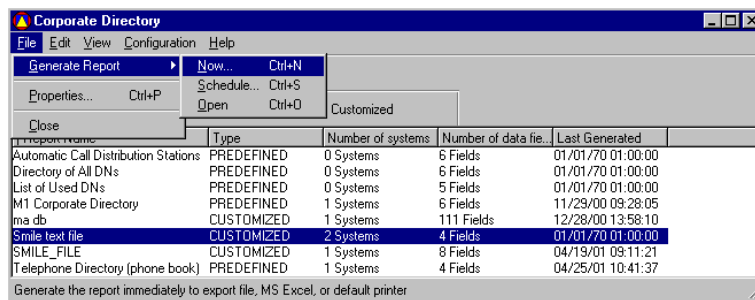 Corporate Directory
File Edit View Configuration Help
Generate Report Now... Ctrl+N
Schedule... Ctrl+S
Properties... Ctrl+P
Open Ctrl+O
Customized
Close
Report Name Type Number of systems Number of data fie... Last Generated
Automatic Call Distribution Stations PREDEFINED 0 Systems 6 Fields 01/01/70 01:00:00
Directory of All DNs PREDEFINED 0 Systems 6 Fields 01/01/70 01:00:00
List of Used DNs PREDEFINED 0 Systems 5 Fields 01/01/70 01:00:00
M1 Corporate Directory PREDEFINED 1 Systems 6 Fields 11/29/00 09:28:05
ma db CUSTOMIZED 1 Systems 111 Fields 12/28/00 13:58:10
Smile text file CUSTOMIZED 2 Systems 4 Fields 01/01/70 01:00:00
SMILE_FILE CUSTOMIZED 1 Systems 8 Fields 04/19/01 09:11:21
Telephone Directory (phone book) PREDEFINED 1 Systems 4 Fields 04/25/01 10:41:37
Generate the report immediately to export file, MS Excel, or default printer